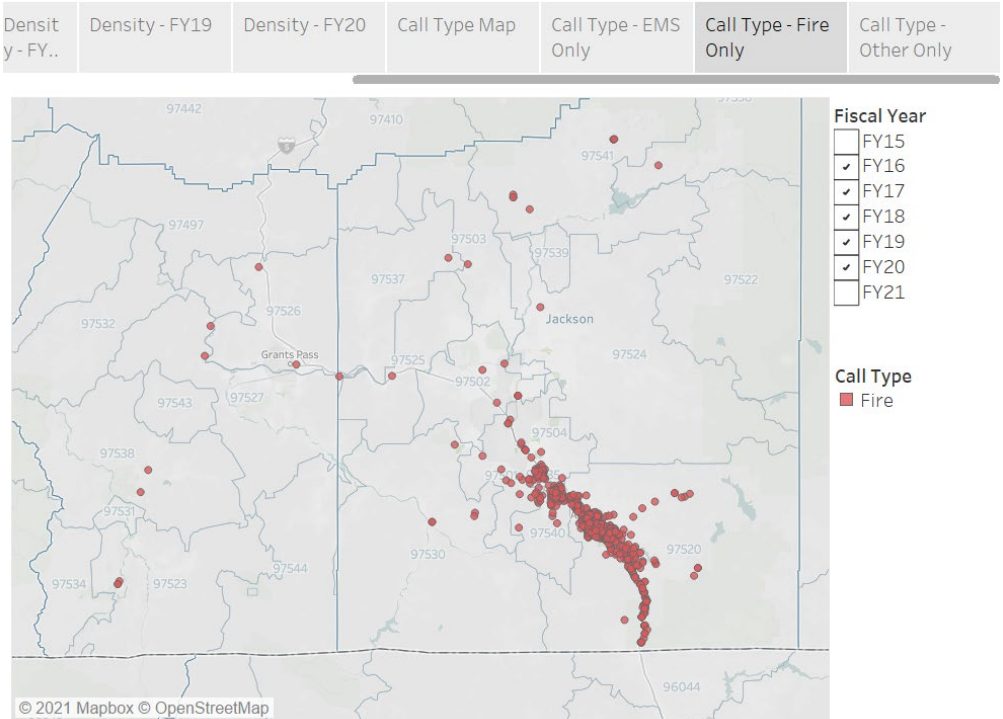 Densit
y - FY..
Density - FY19
Density - FY20
Call Type Map
Call Type - EMS
Only
Call Type - Fire
Only
Call Type -
Other Only
Fiscal Year
FY15
FY16
FY17
FY18
FY19
FY20
FY21
Call Type
Fire
97442
97410
5
97541
97497
97503
97539
97537
97522
97526
97532
Jackson
Grants Pass
97525
97524
97502
97527
97543
97504
97538
97531
97540
97530
97520
97544
97534
97523
96044
© 2021 Mapbox © OpenStreetMap